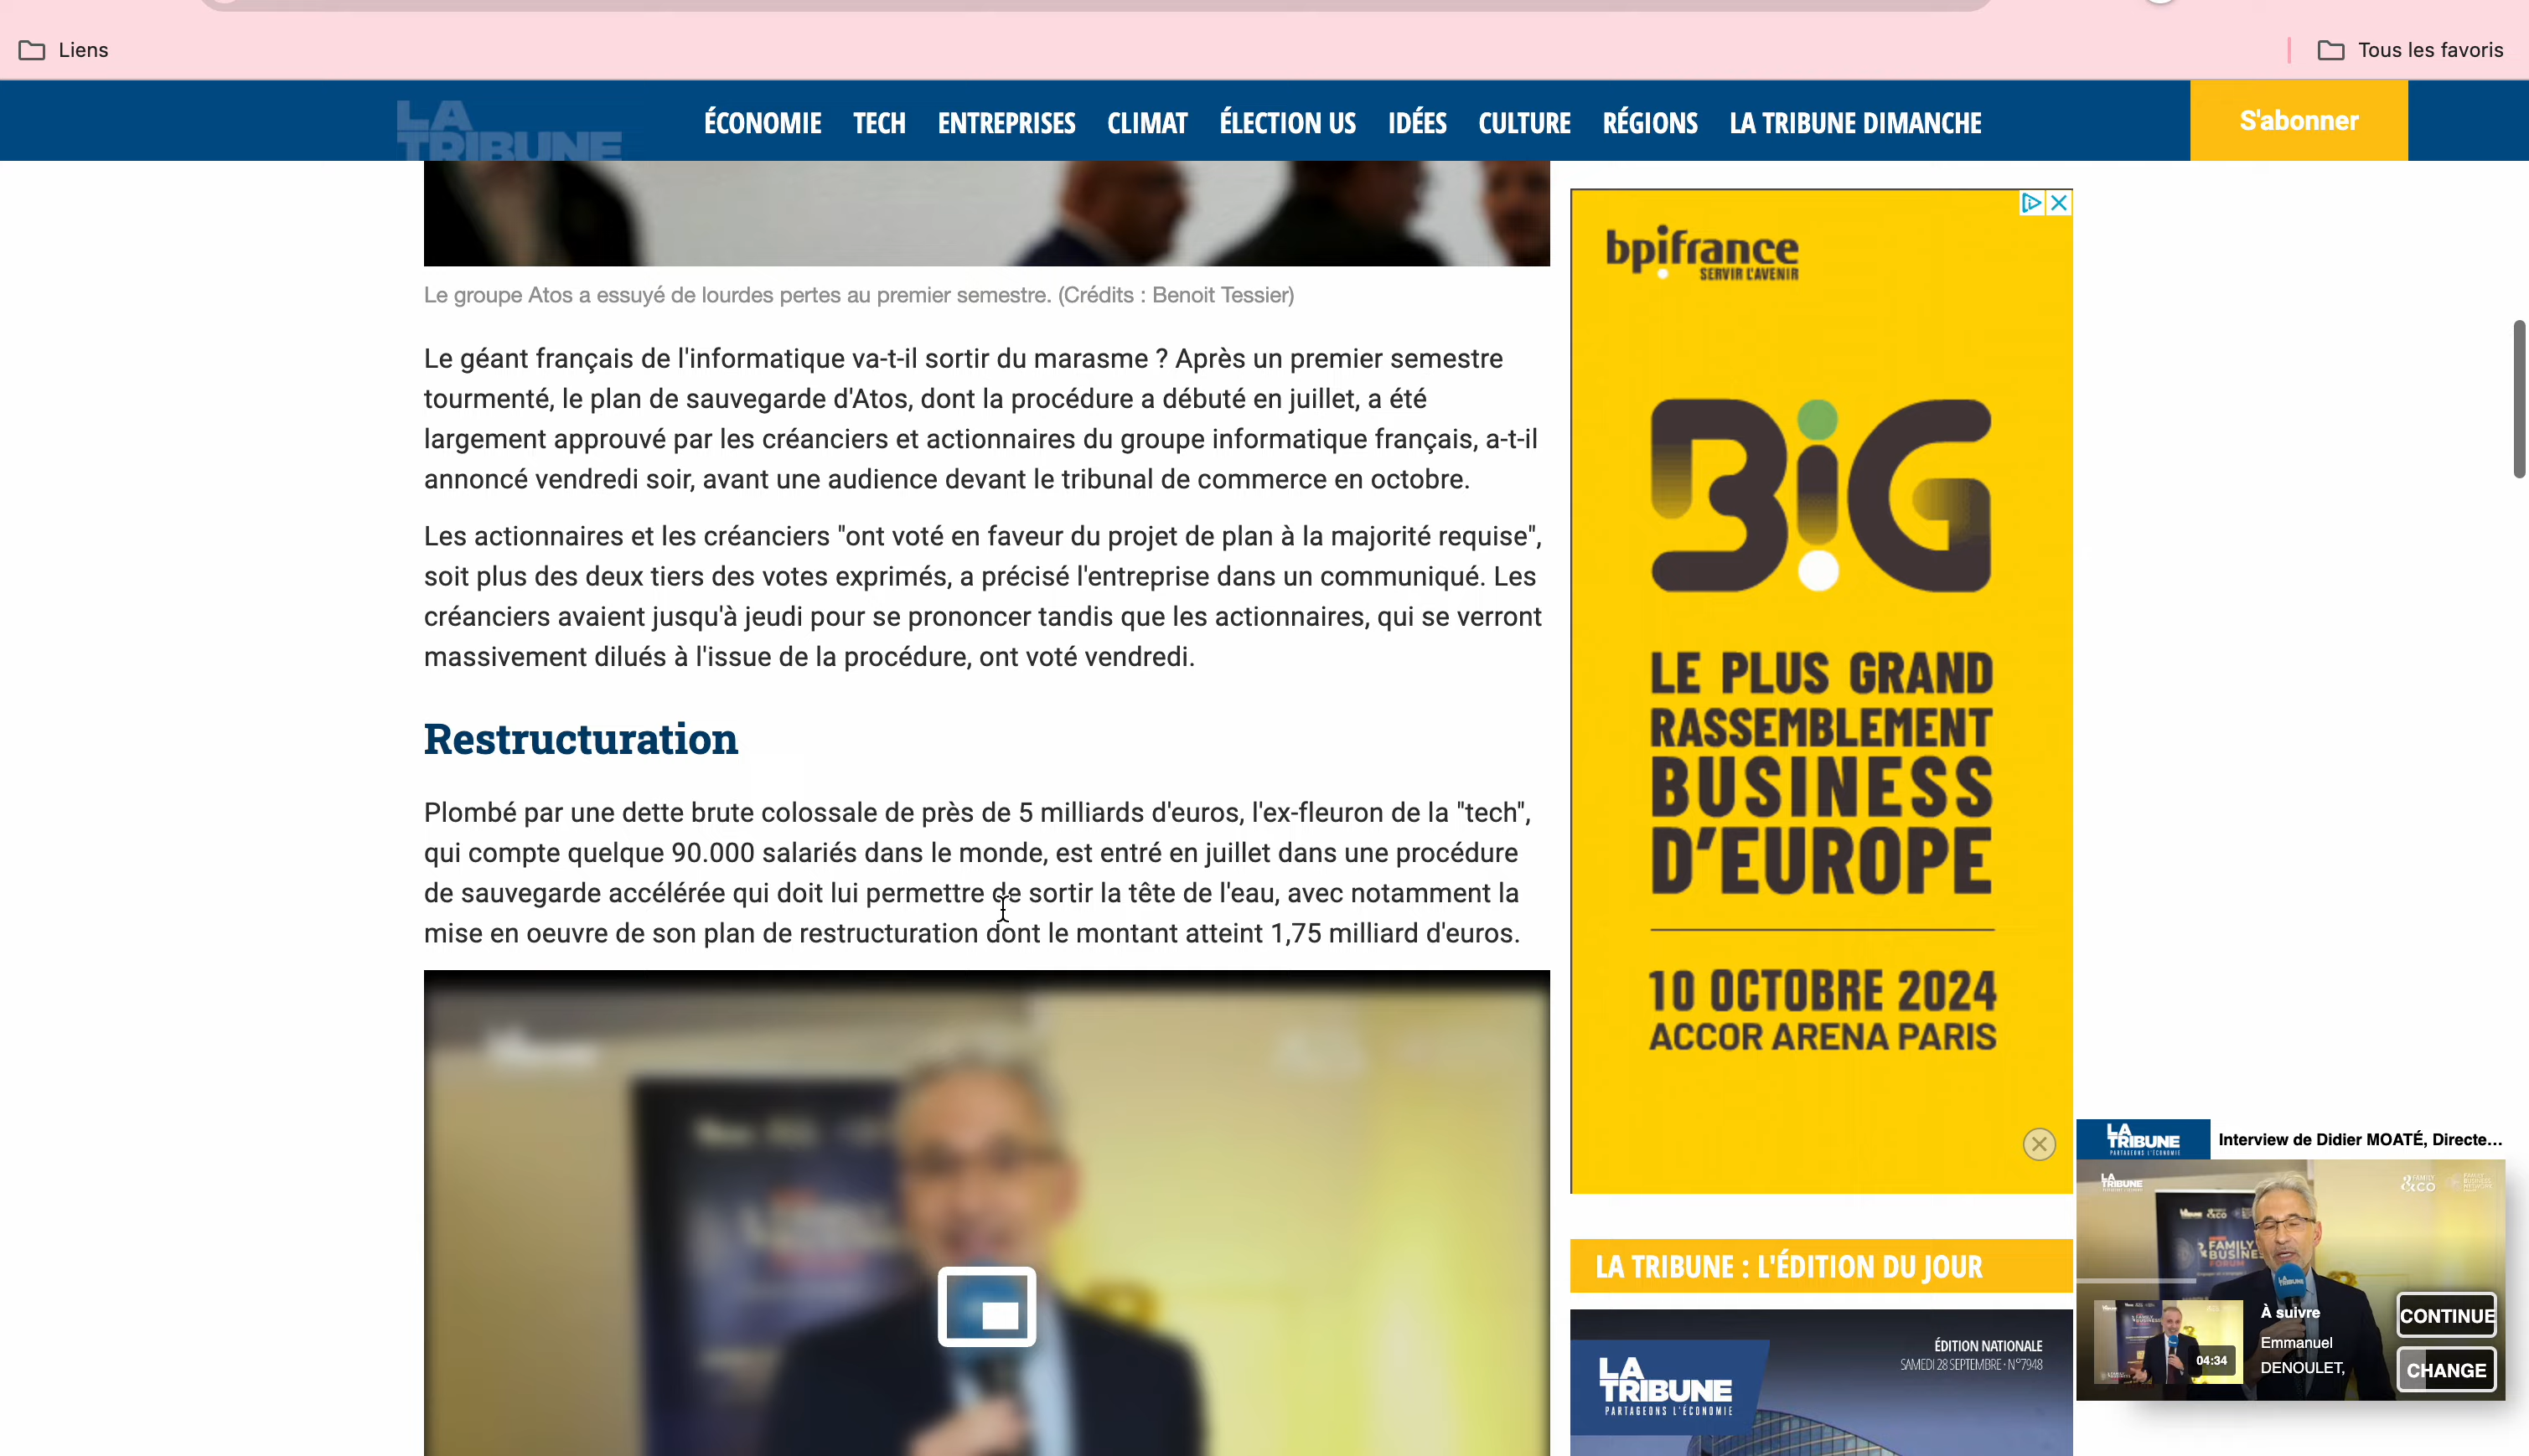 Liens
Tous les favoris
LA
TRIBUNE
ÉCONOMIE
TECH
ENTREPRISES
CLIMAT
ÉLECTION US
IDÉES
CULTURE
RÉGIONS
LA TRIBUNE DIMANCHE
S'abonner
Le groupe Atos a essuyé de lourdes pertes au premier semestre. (Crédits : Benoit Tessier)
Le géant français de l'informatique va-t-il sortir du marasme ? Après un premier semestre
tourmenté, le plan de sauvegarde d'Atos, dont la procédure a débuté en juillet, a été
largement approuvé par les créanciers et actionnaires du groupe informatique français, a-t-il
annoncé vendredi soir, avant une audience devant le tribunal de commerce en octobre.
Les actionnaires et les créanciers "ont voté en faveur du projet de plan à la majorité requise",
soit plus des deux tiers des votes exprimés, a précisé l'entreprise dans un communiqué. Les
créanciers avaient jusqu'à jeudi pour se prononcer tandis que les actionnaires, qui se verront
massivement dilués à l'issue de la procédure, ont voté vendredi.
Restructuration
Plombé par une dette brute colossale de près de 5 milliards d'euros, l'ex-fleuron de la "tech",
qui compte quelque 90.000 salariés dans le monde, est entré en juillet dans une procédure
de sauvegarde accélérée qui doit lui permettre de sortir la tête de l'eau, avec notamment la
mise en oeuvre de son plan de restructuration dont le montant atteint 1,75 milliard d'euros.
bpifrance
SERVIR L'AVENIR
BiG
LE PLUS GRAND
RASSEMBLEMENT
BUSINESS
D'EUROPE
10 OCTOBRE 2024
ACCOR ARENA PARIS
LA TRIBUNE : L'ÉDITION DU JOUR
ÉDITION NATIONALE
SAMEDI 28 SEPTEMBRE - N°7948
LA
TRIBUNE
PARTAGEONS L'ÉCONOMIE
LA
TRIBUNE
PARTAGEONS L'ÉCONOMIE
Interview de Didier MOATÉ, Directe...
LA
TRIBUNE
&CO
FAMILY
BUSINE
FORUM
À suivre
Emmanuel
DENOULET,
04:34
CONTINUE
CHANGE